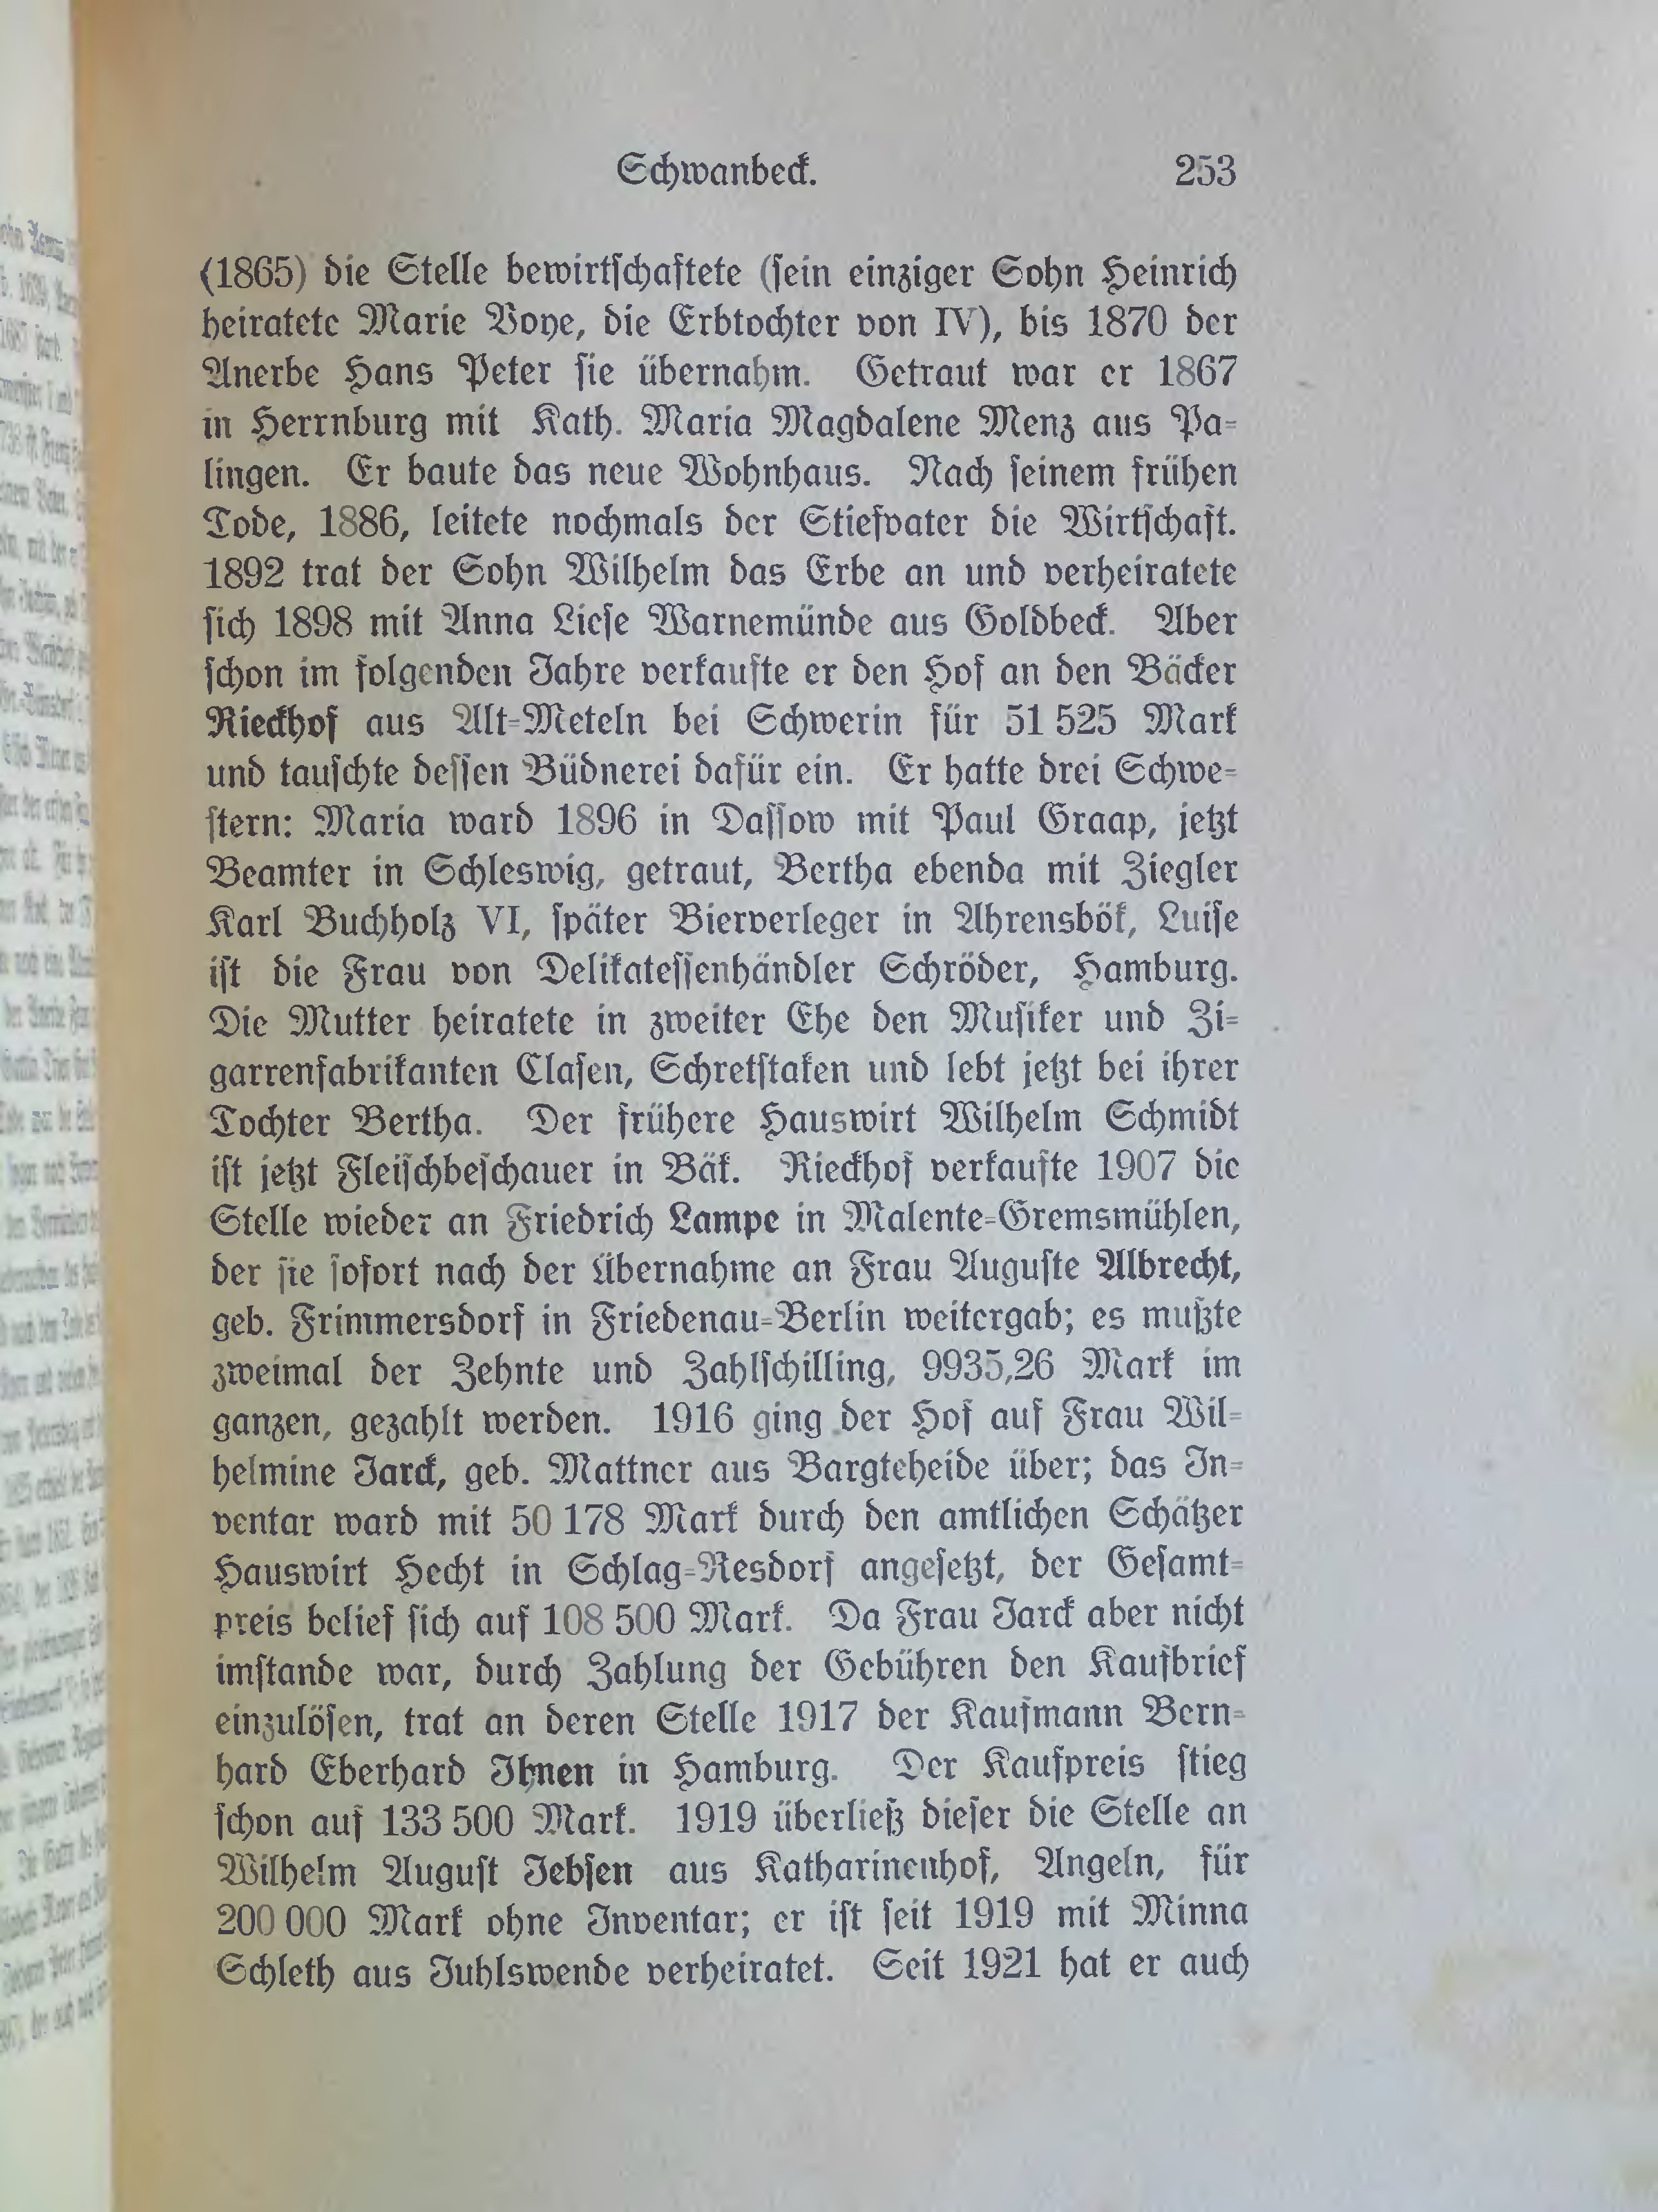 Schwanbeck. 253
(1865) die Stelle bewirtſchaftete (ſein einziger Sohn Heinrich
heiratete Marie Voye, die Erbtochter von IV), bis 1870 der
Anerbe Hans Peter ſie übernahm. Getraut war er 1867
in Herrnburg mit Kath. Maria Magdalene Menz aus Pa-
lingen. Er baute das neue Wohnhaus. Nach ſeinem frühen
Tode, 1886, leitete nochmals der Stiefvater die Wirtſchaft.
1892 trat der Sohn Wilhelm das Erbe an und verheiratete
ſich 1898 mit Anna Lieſe Warnemünde aus Goldbeck. Aber
ſchon im folgenden Jahre verkaufte er den Hof an den Bäcker
Rieckhof aus Alt-Meteln bei Schwerin für 51 525 Mark
und tauſchte deſſen Büdnerei dafür ein. Er hatte drei Schwe-
ſtern: Maria ward 1896 in Daſſow mit Paul Graap, jetzt
Beamter in Schleswig, getraut, Bertha ebenda mit Ziegler
Karl Buchholz VI, ſpäter Bierverleger in Ahrensbök, Luiſe
iſt die Frau von Delikateſſenhändler Schröder, Hamburg.
Die Mutter heiratete in zweiter Ehe den Muſiker und Zi-
garrenfabrikanten Claſen, Schretſtaken und lebt jetzt bei ihrer
Tochter Bertha. Der frühere Hauswirt Wilhelm Schmidt
iſt jetzt Fleiſchbeſchauer in Bäk. Rieckhof verkaufte 1907 die
Stelle wieder an Friedrich Lampe in Malente-Gremsmühlen,
der ſie ſofort nach der Übernahme an Frau Auguſte Albrecht,
geb. Frimmersdorf in Friedenau-Berlin weitergab; es mußte
zweimal der Zehnte und Zahlſchilling, 9935,26 Mark im
ganzen, gezahlt werden. 1916 ging der Hof auf Frau Wil-
helmine Jarck, geb. Mattner aus Bargteheide über; das In-
ventar ward mit 50 178 Mark durch den amtlichen Schätzer
Hauswirt Hecht in Schlag-Resdorf angeſetzt, der Geſamt-
preis belief ſich auf 108 500 Mark. Da Frau Jarck aber nicht
imſtande war, durch Zahlung der Gebühren den Kaufbrief
einzulöſen, trat an deren Stelle 1917 der Kaufmann Bern-
hard Eberhard Ihnen in Hamburg. Der Kaufpreis ſtieg
ſchon auf 133 500 Mark. 1919 überließ dieſer die Stelle an
Wilhelm Auguſt Jebſen aus Katharinenhof, Angeln, für
200 000 Mark ohne Inventar; er iſt ſeit 1919 mit Minna
Schleth aus Juhlswende verheiratet. Seit 1921 hat er auch